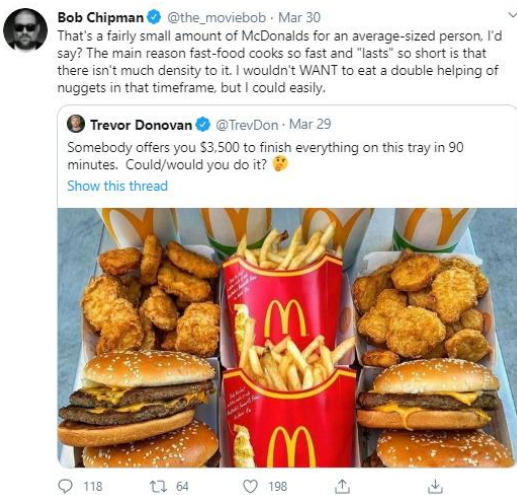 Bob Chipman @the_moviebob · Mar 30
That's a fairly small amount of McDonalds for an average-sized person, I'd
say? The main reason fast-food cooks so fast and "lasts" so short is that
there isn't much density to it. I wouldn't WANT to eat a double helping of
nuggets in that timeframe, but I could easily.
Trevor Donovan @TrevDon · Mar 29
Somebody offers you $3,500 to finish everything on this tray in 90
minutes. Could/would you do it? 🤔
Show this thread
118 64 198